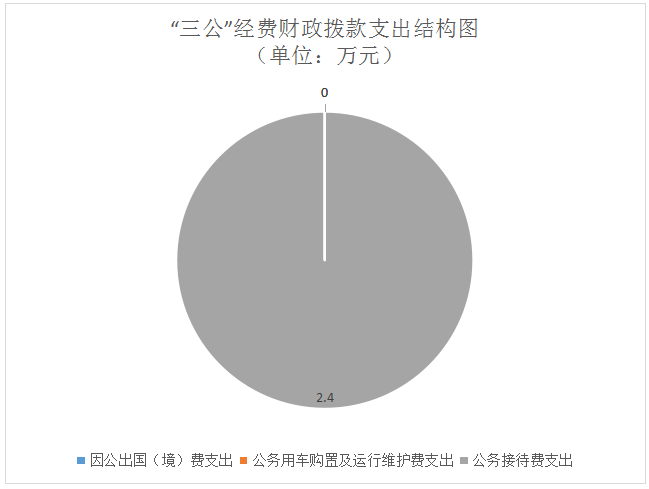 “三公”经费财政拨款支出结构图
（单位：万元）
0
2.4
因公出国（境）费支出 公务用车购置及运行维护费支出 公务接待费支出